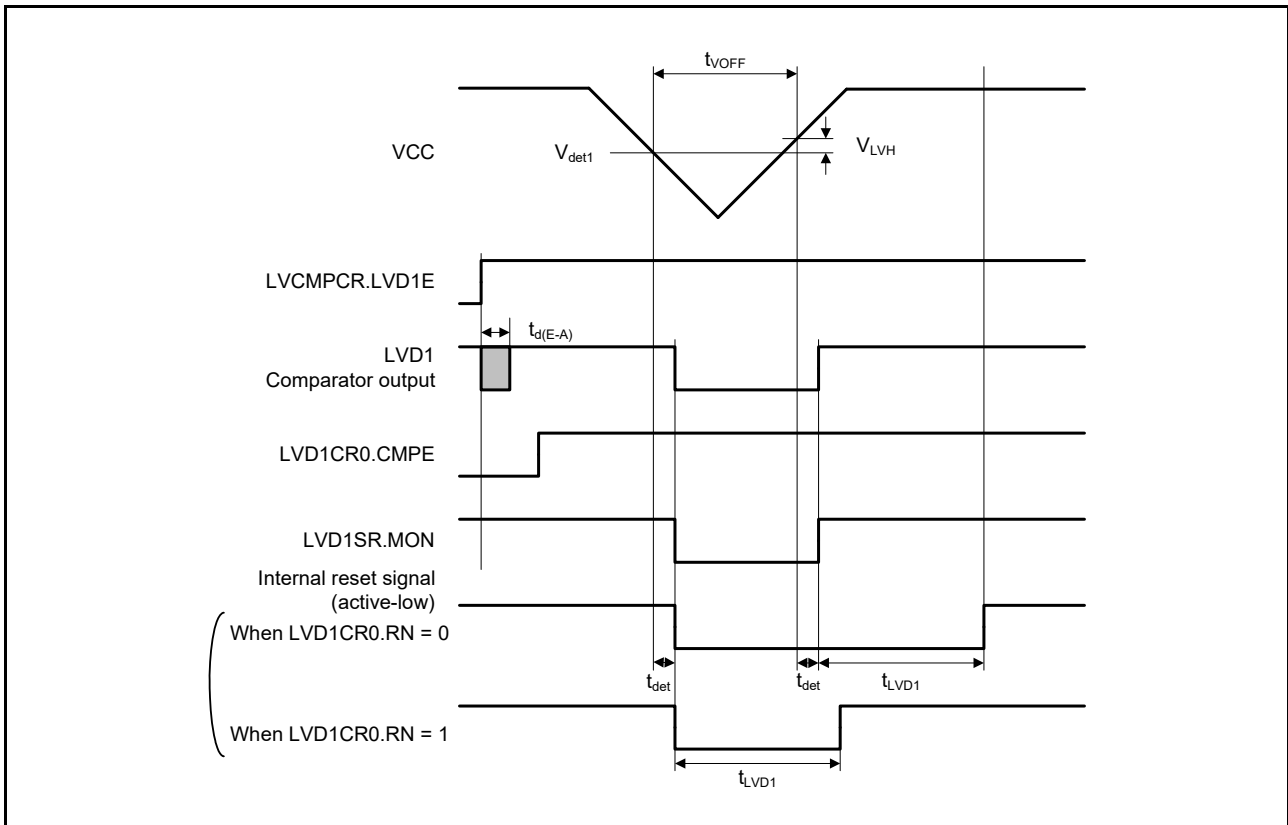 tVOFF
VCC
Vdet1
VLVH
LVCMPCR.LVD1E
td(E-A)
LVD1
Comparator output
LVD1CR0.CMPE
LVD1SR.MON
Internal reset signal
(active-low)
When LVD1CR0.RN = 0
tdet
tdet
tLVD1
When LVD1CR0.RN = 1
tLVD1